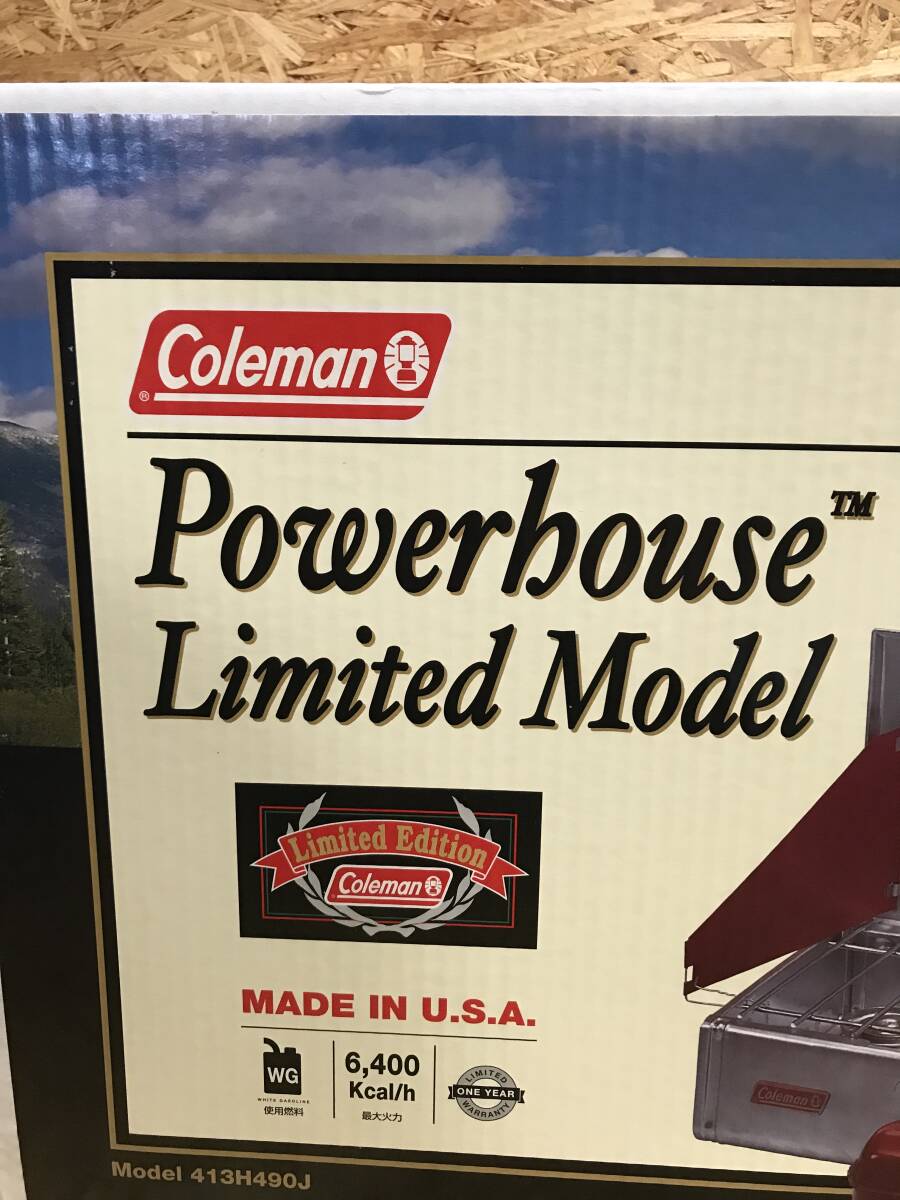 Coleman
®
Powerhouse™
Limited Model
Limited Edition
Coleman
MADE IN U.S.A.
WG
WHITE GASOLINE
使用燃料
6,400
Kcal/h
最大火力
LIMITED
ONE YEAR
WARRANTY
Coleman
Model 413H490J